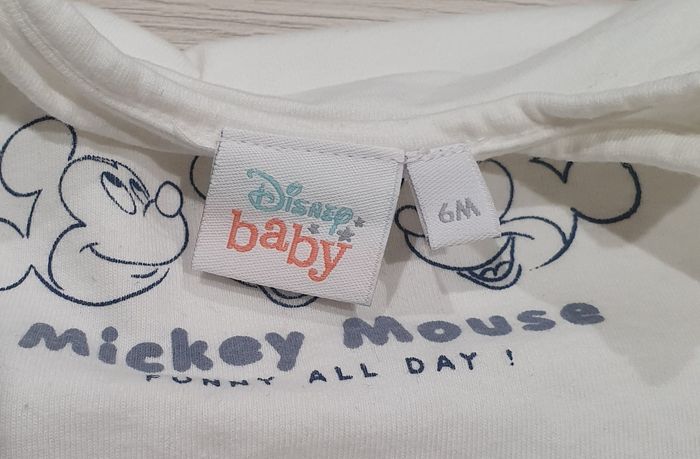 Disney
baby
6M
Mickey Mouse
FUNNY ALL DAY !